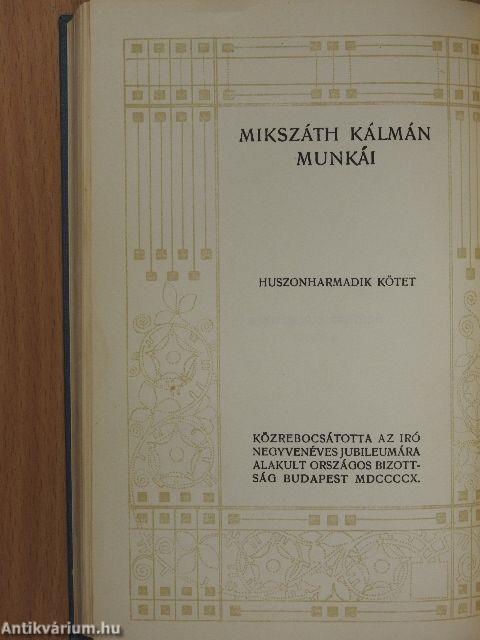 MIKSZÁTH KÁLMÁN
MUNKÁI
HUSZONHARMADIK KÖTET
KÖZREBOCSÁTOTTA AZ IRÓ
NEGYVENÉVES JUBILEUMÁRA
ALAKULT ORSZÁGOS BIZOTT-
SÁG BUDAPEST MDCCCCX.
Antikvárium.hu